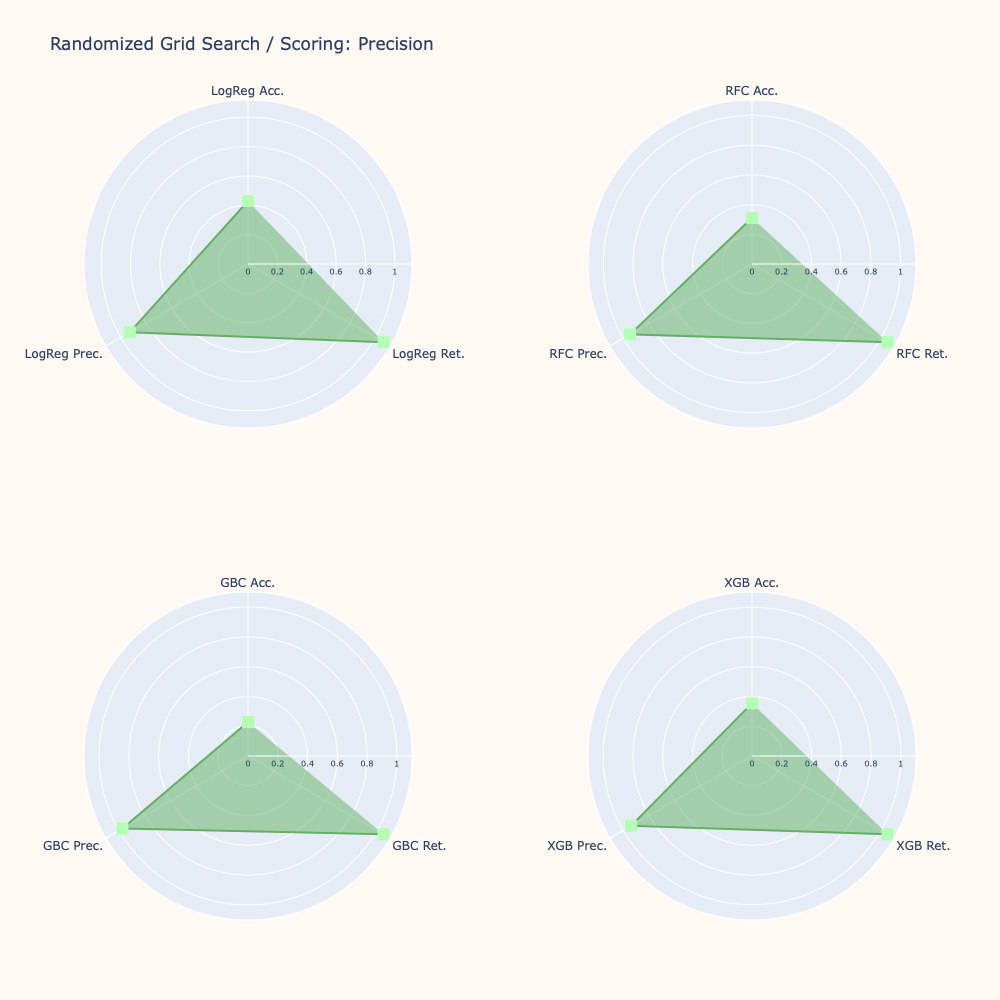 Randomized Grid Search / Scoring: Precision
LogReg Acc.
RFC Acc.
0 0.2 0.4 0.6 0.8 1
0 0.2 0.4 0.6 0.8 1
LogReg Prec.
LogReg Ret.
RFC Prec.
RFC Ret.
GBC Acc.
XGB Acc.
0 0.2 0.4 0.6 0.8 1
0 0.2 0.4 0.6 0.8 1
GBC Prec.
GBC Ret.
XGB Prec.
XGB Ret.